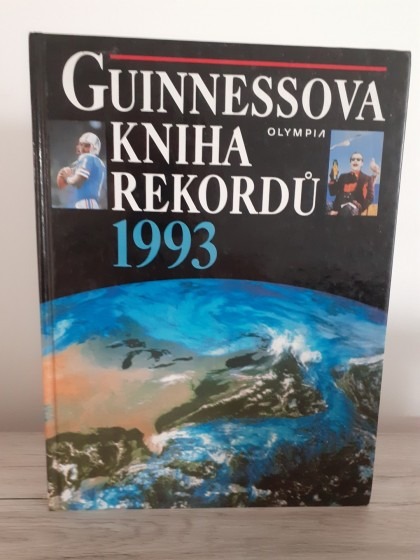 GUINNESSOVA
OLYMPIA
KNIHA
REKORDŮ
1993